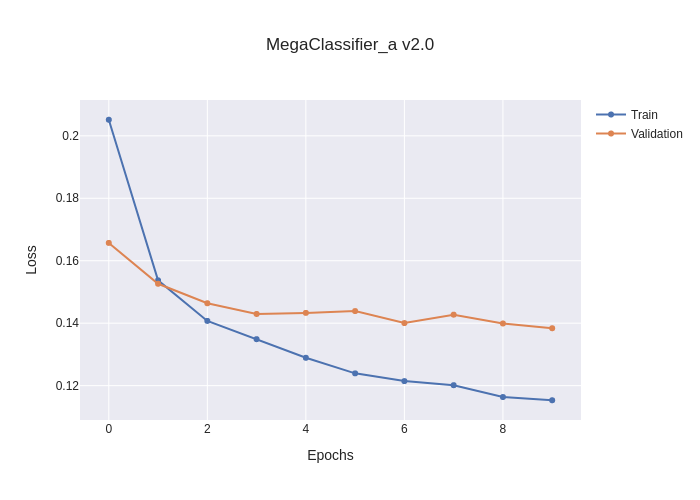 MegaClassifier_a v2.0
Train
Validation
0.2
0.18
0.16
0.14
0.12
Loss
0 2 4 6 8
Epochs